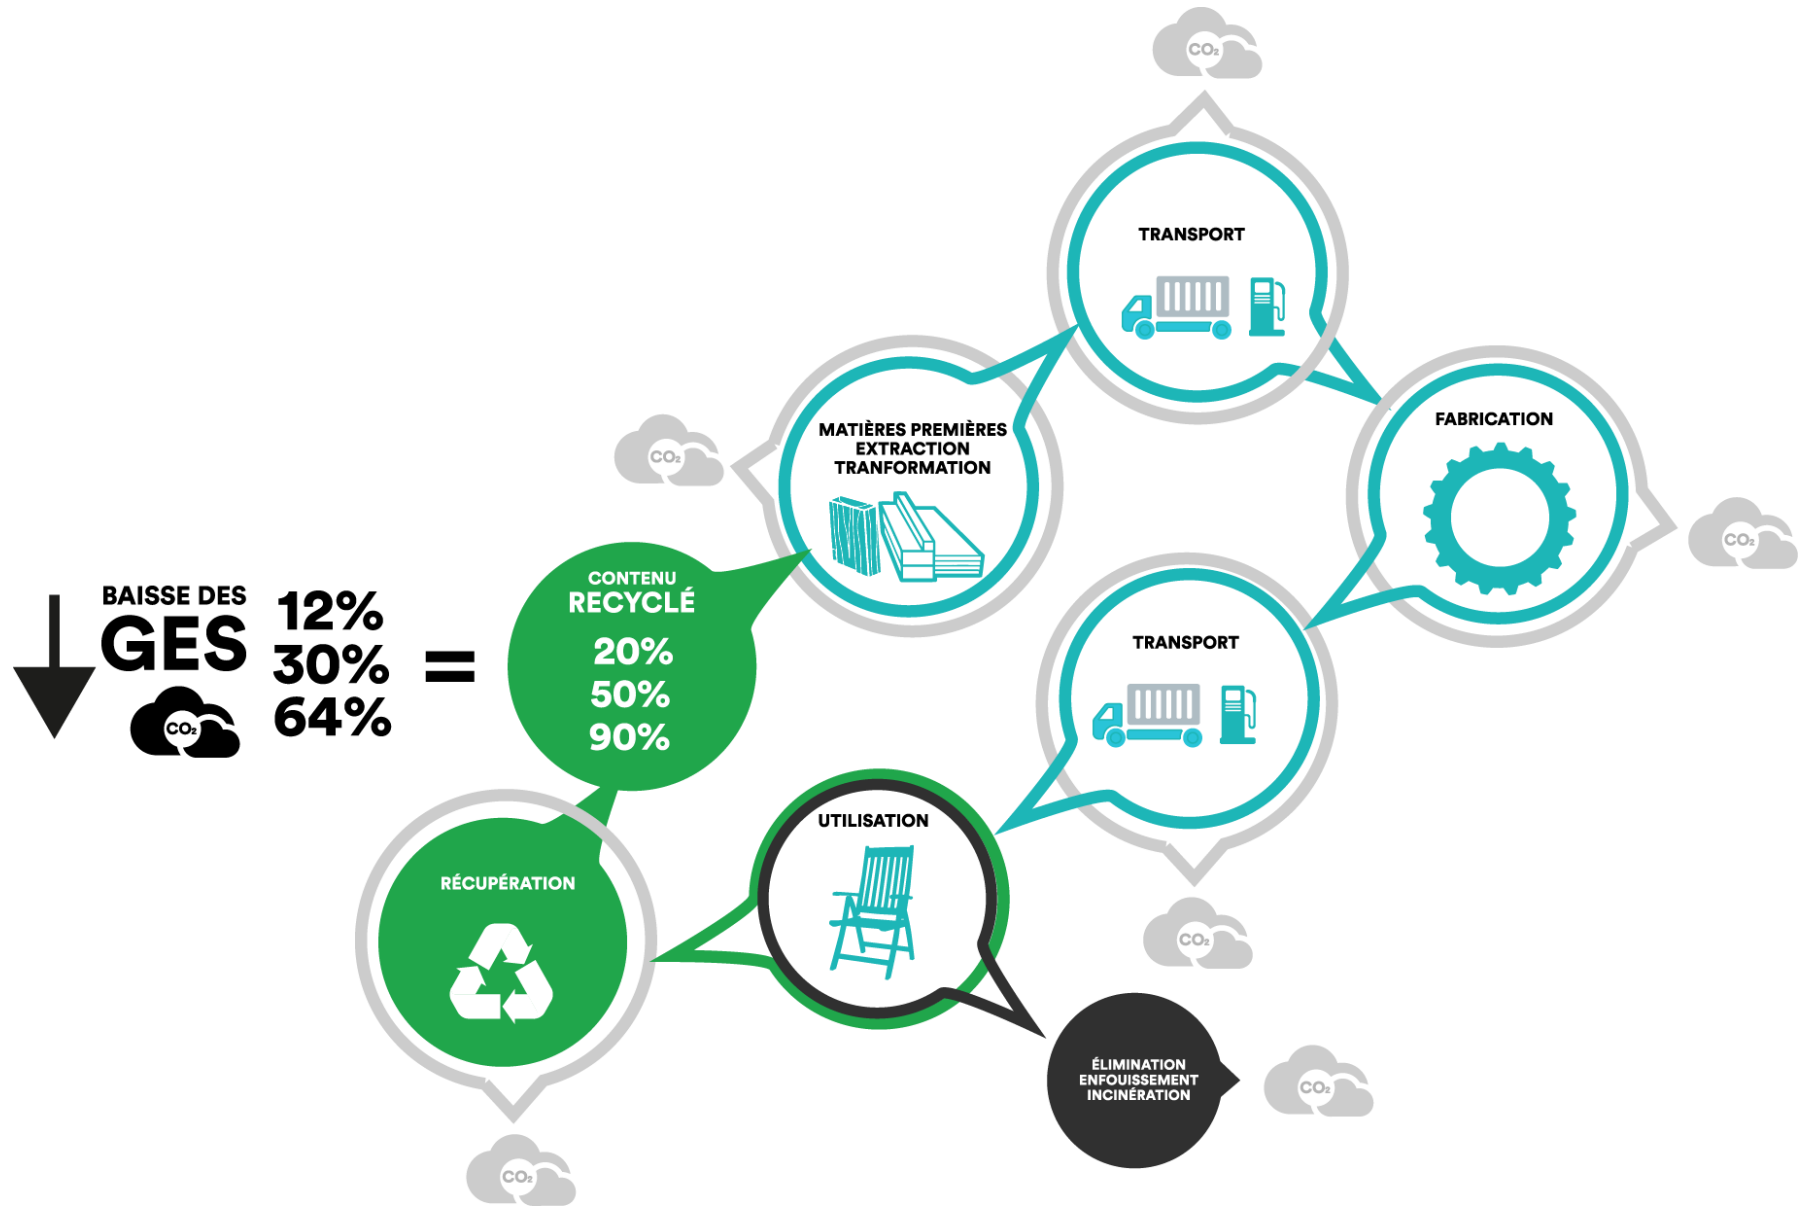 CO₂
TRANSPORT
MATIÈRES PREMIÈRES
EXTRACTION
TRANFORMATION
CO₂
FABRICATION
CO₂
BAISSE DES
GES
CO₂
12%
30%
64%
=
CONTENU
RECYCLÉ
20%
50%
90%
TRANSPORT
CO₂
UTILISATION
RÉCUPÉRATION
CO₂
ÉLIMINATION
ENFOUISSEMENT
INCINÉRATION
CO₂